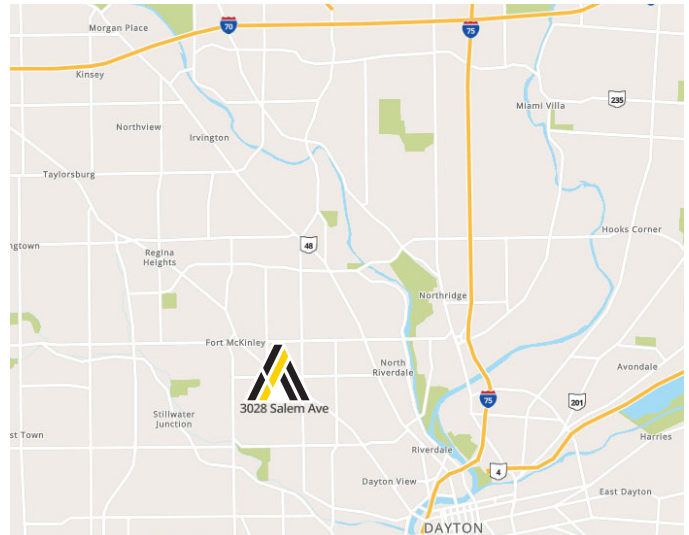 Morgan Place
70
75
Kinsey
235
Miami Villa
Northview
Irvington
Taylorsburg
Hooks Corner
ngtown
48
Regina
Heights
Northridge
Fort McKinley
North
Riverdale
Avondale
75
201
3028 Salem Ave
Stillwater
Junction
st Town
Harries
Riverdale
4
Dayton View
East Dayton
DAYTON